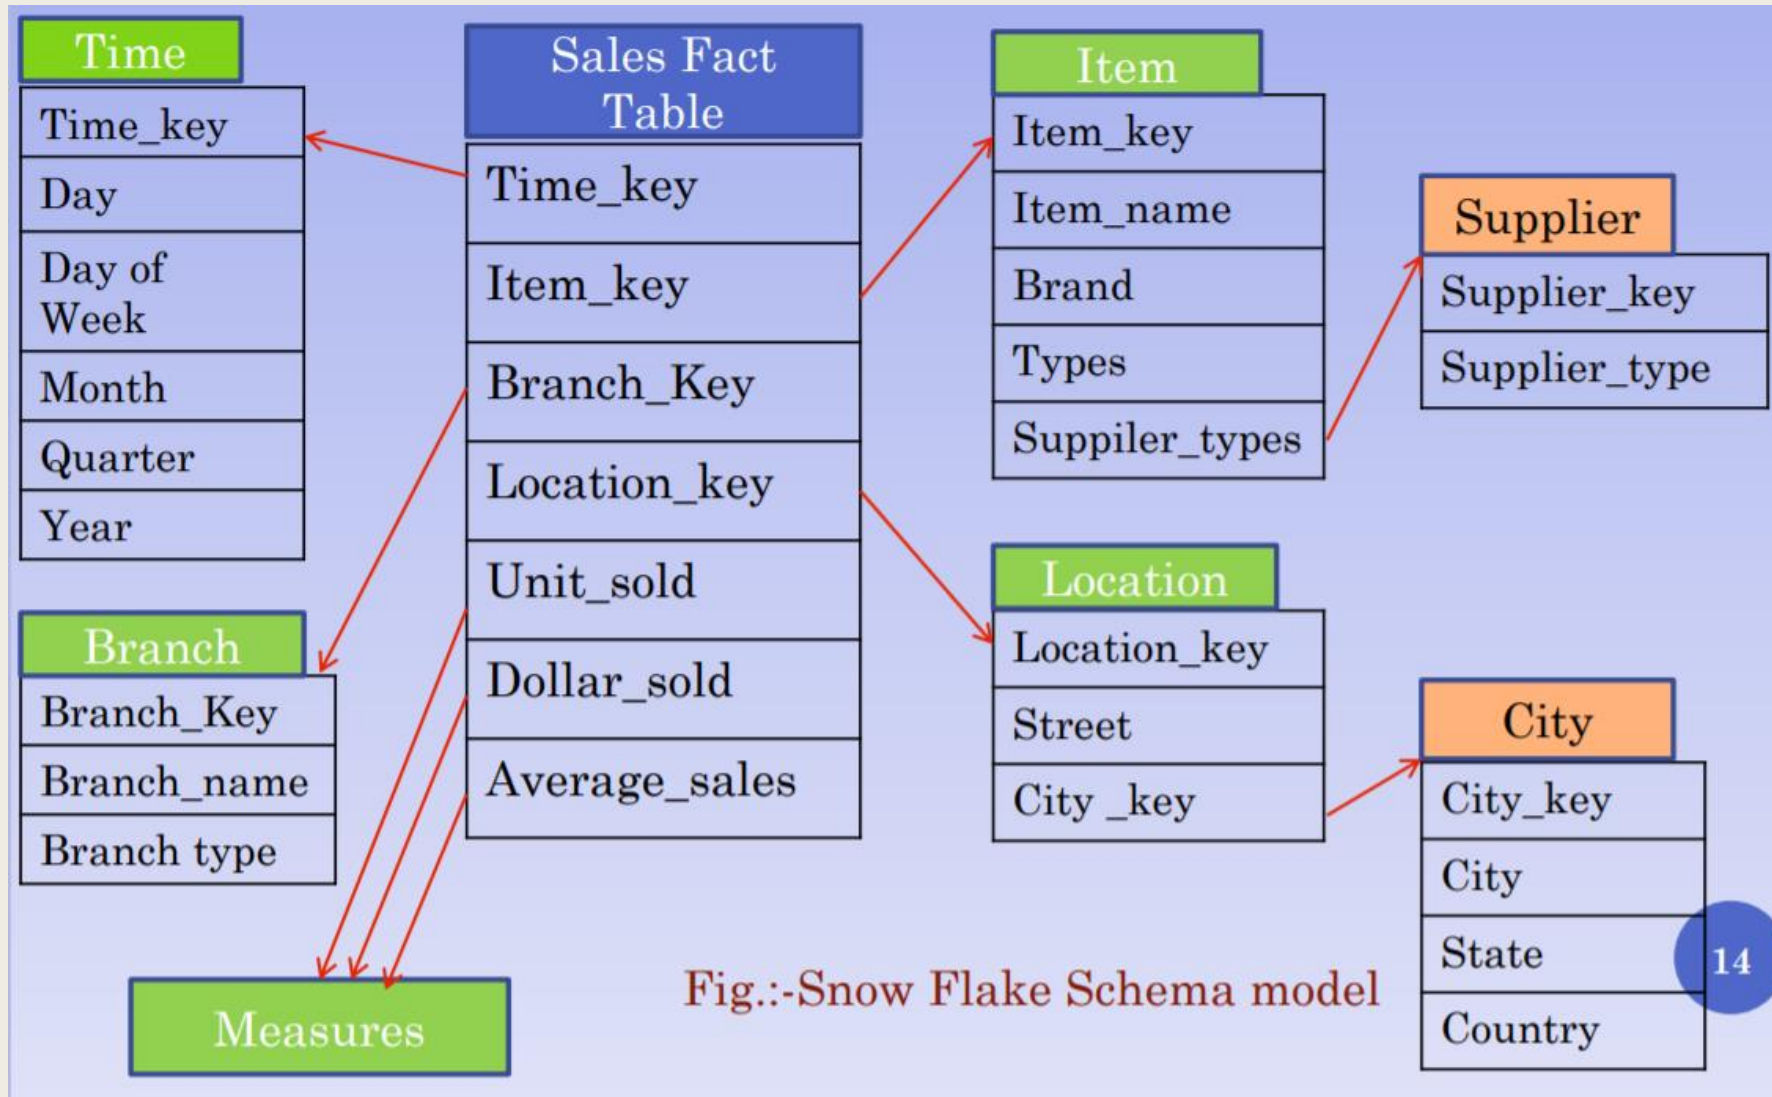 Time
Time_key
Day
Day of
Week
Month
Quarter
Year
Branch
Branch_Key
Branch_name
Branch type
Sales Fact
Table
Time_key
Item_key
Branch_Key
Location_key
Unit_sold
Dollar_sold
Average_sales
Measures
Item
Item_key
Item_name
Brand
Types
Suppiler_types
Supplier
Supplier_key
Supplier_type
Location
Location_key
Street
City _key
City
City_key
City
State
Country
Fig.:-Snow Flake Schema model
14